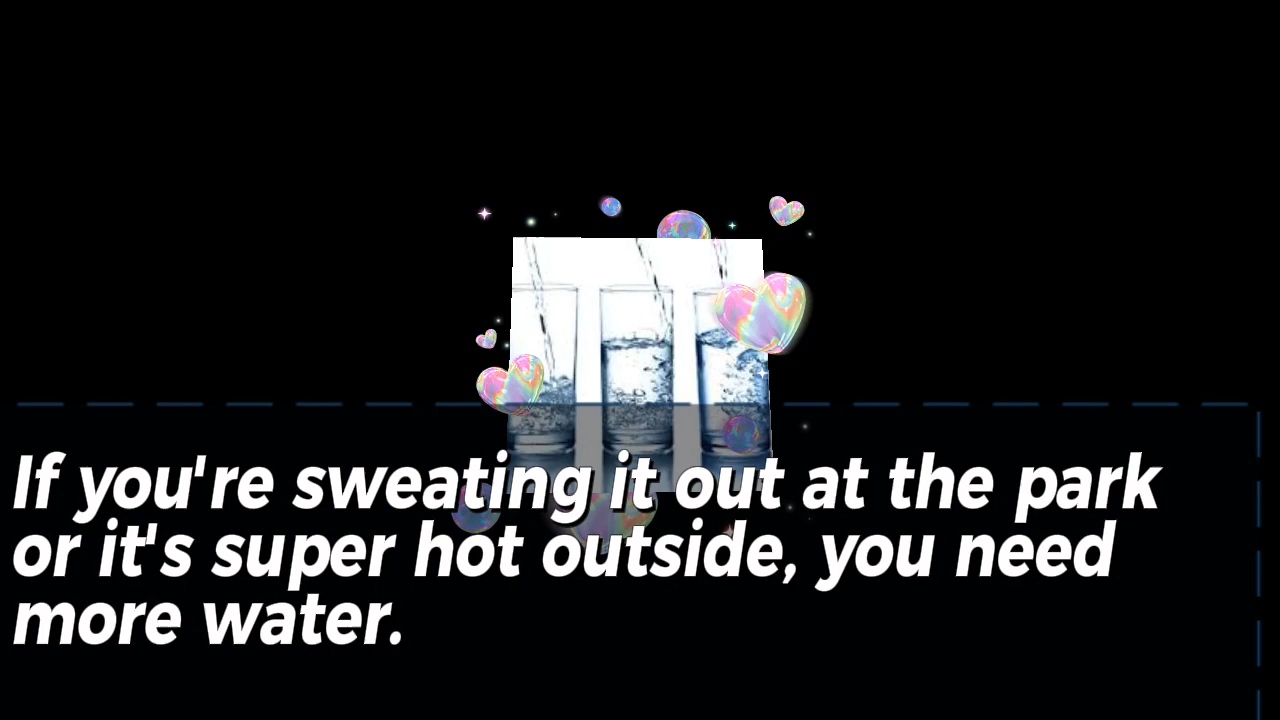 If you're sweating it out at the park
or it's super hot outside, you need
more water.